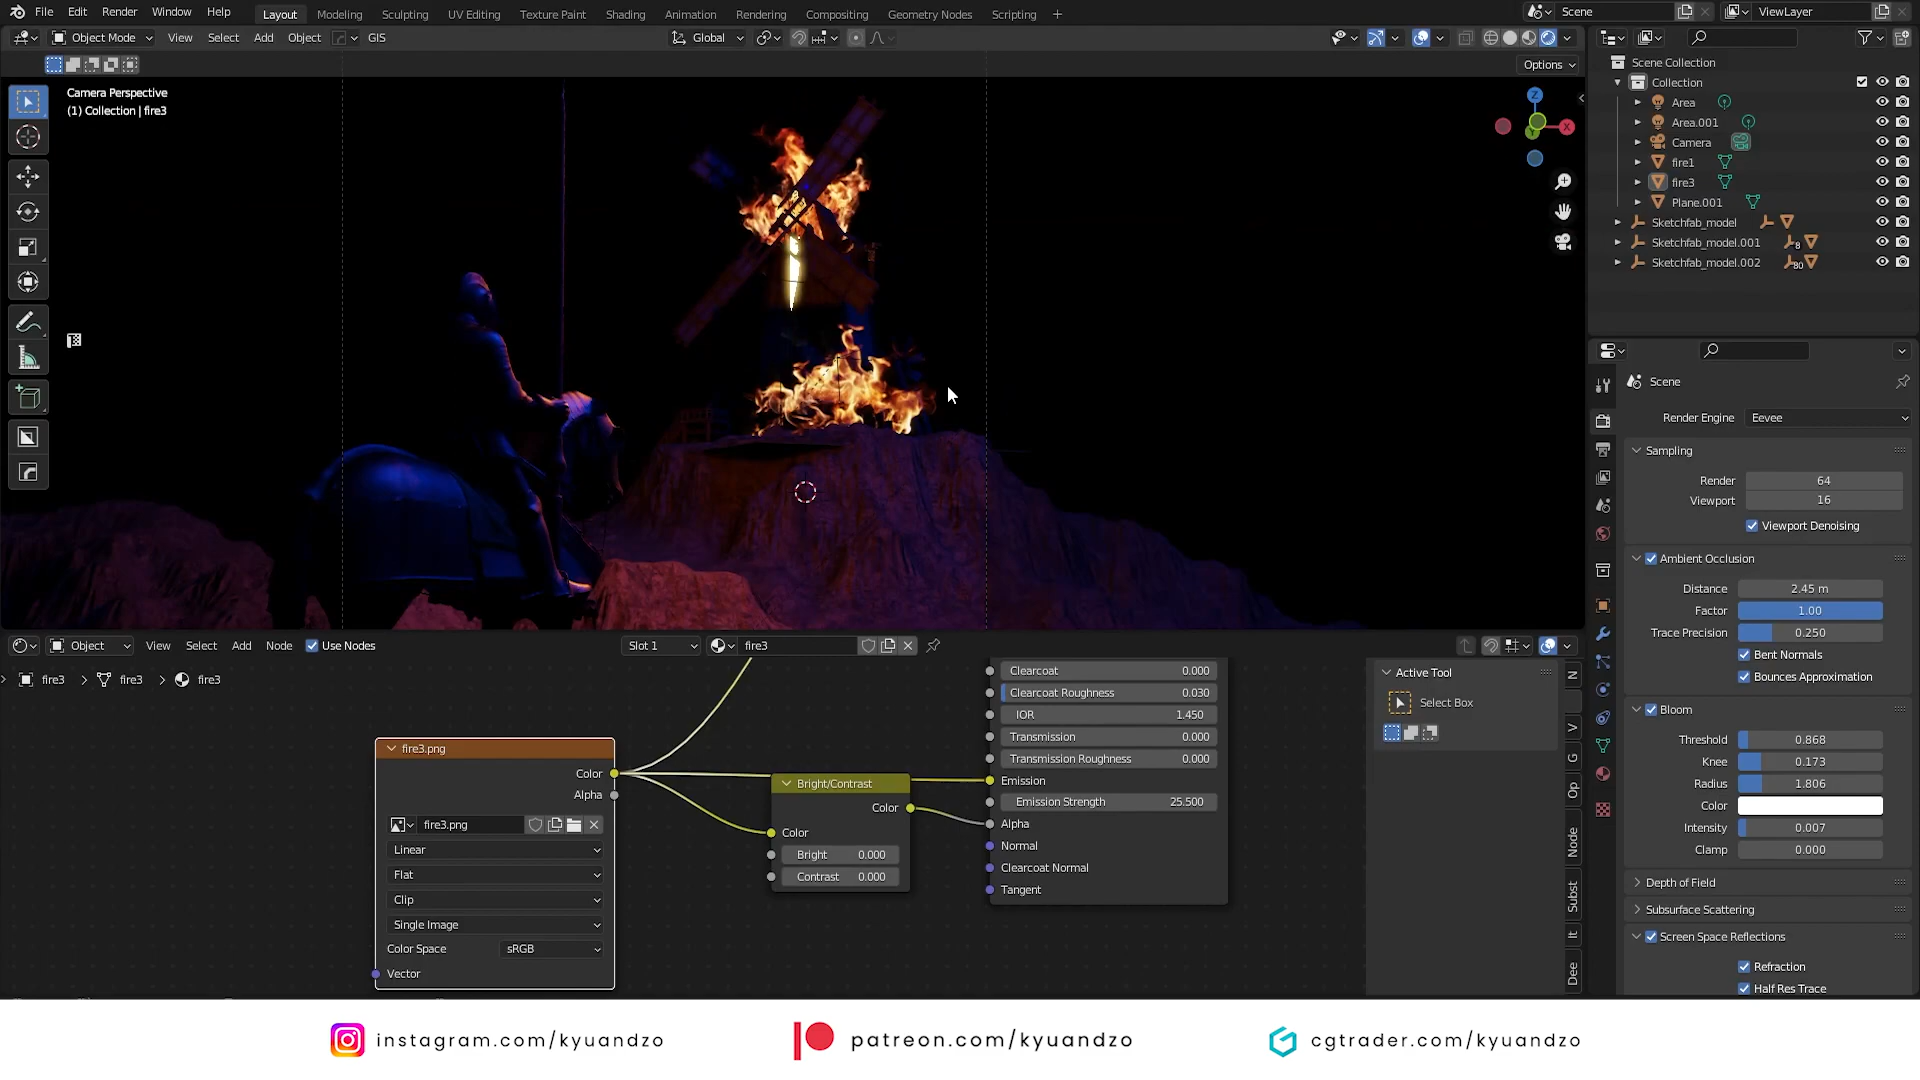 File Edit Render Window Help Layout Modeling Sculpting UV Editing Texture Paint Shading Animation Rendering Compositing Geometry Nodes Scripting + Scene ViewLayer
Object Mode View Select Add Object GIS Global
Options
Camera Perspective
(1) Collection | fire3
Z
X
Y
Scene Collection
Collection
Area
Area.001
Camera
fire1
fire3
Plane.001
Sketchfab_model
Sketchfab_model.001 8
Sketchfab_model.002 80
Scene
Render Engine Eevee
Sampling
Render 64
Viewport 16
Viewport Denoising
Ambient Occlusion
Distance 2.45 m
Factor 1.00
Trace Precision 0.250
Bent Normals
Bounces Approximation
Bloom
Threshold 0.868
Knee 0.173
Radius 1.806
Color
Intensity 0.007
Clamp 0.000
Depth of Field
Subsurface Scattering
Screen Space Reflections
Refraction
Half Res Trace
Object View Select Add Node Use Nodes Slot 1 fire3
fire3 fire3 fire3
fire3.png
Color
Alpha
fire3.png
Linear
Flat
Clip
Single Image
Color Space sRGB
Vector
Bright/Contrast
Color
Color
Bright 0.000
Contrast 0.000
Clearcoat 0.000
Clearcoat Roughness 0.030
IOR 1.450
Transmission 0.000
Transmission Roughness 0.000
Emission
Emission Strength 25.500
Alpha
Normal
Clearcoat Normal
Tangent
Active Tool
Select Box
N
V
G
Op
Node
Subst
It
Dee
instagram.com/kyuandzo patreon.com/kyuandzo cgtrader.com/kyuandzo